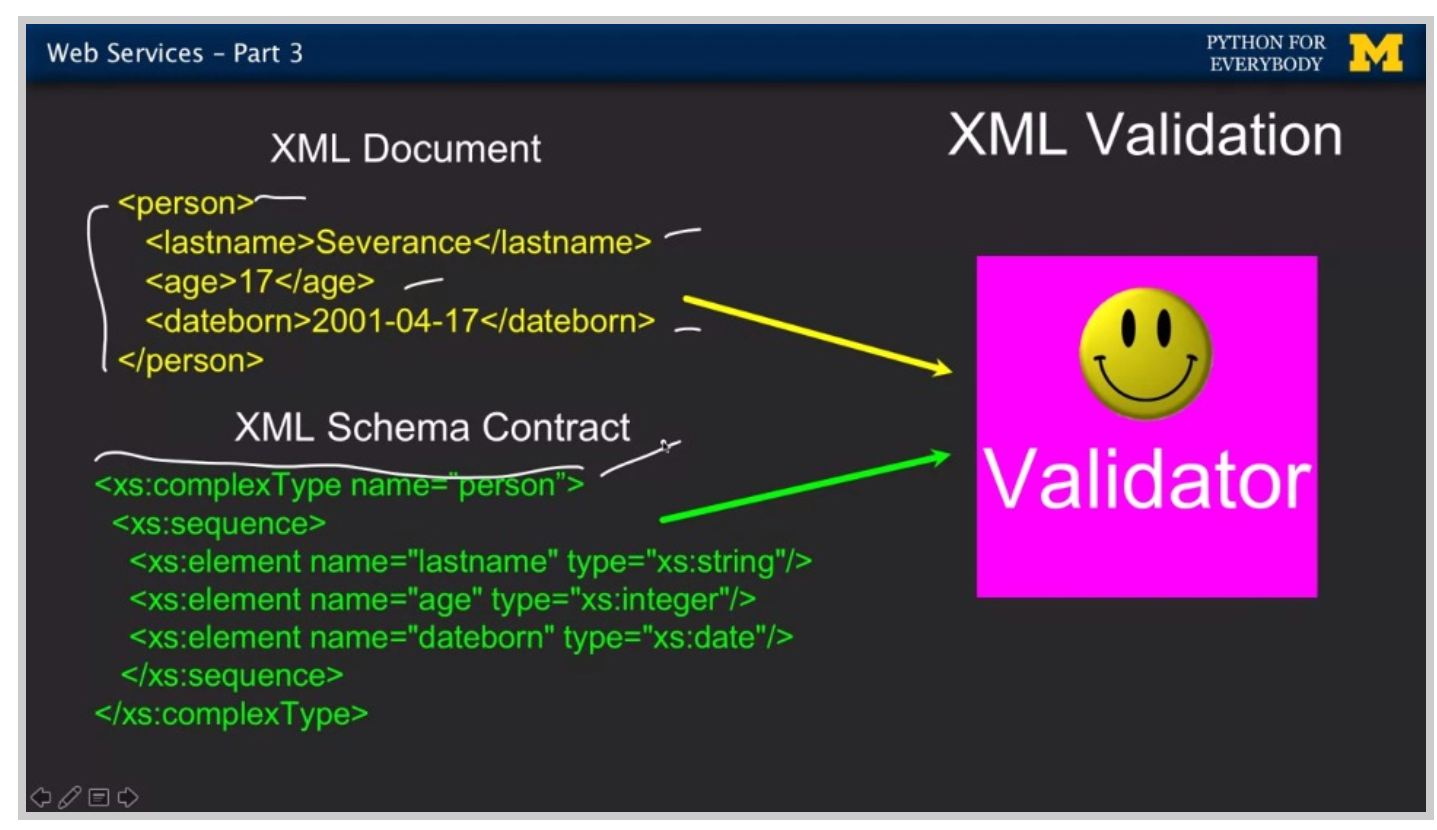 Web Services – Part 3
PYTHON FOR
EVERYBODY
M
XML Validation
XML Document
<person>
<lastname>Severance</lastname>
<age>17</age>
<dateborn>2001-04-17</dateborn>
</person>
XML Schema Contract
<xs:complexType name="person”>
<xs:sequence>
<xs:element name="lastname" type="xs:string"/>
<xs:element name="age" type="xs:integer"/>
<xs:element name="dateborn" type="xs:date"/>
</xs:sequence>
</xs:complexType>
Validator